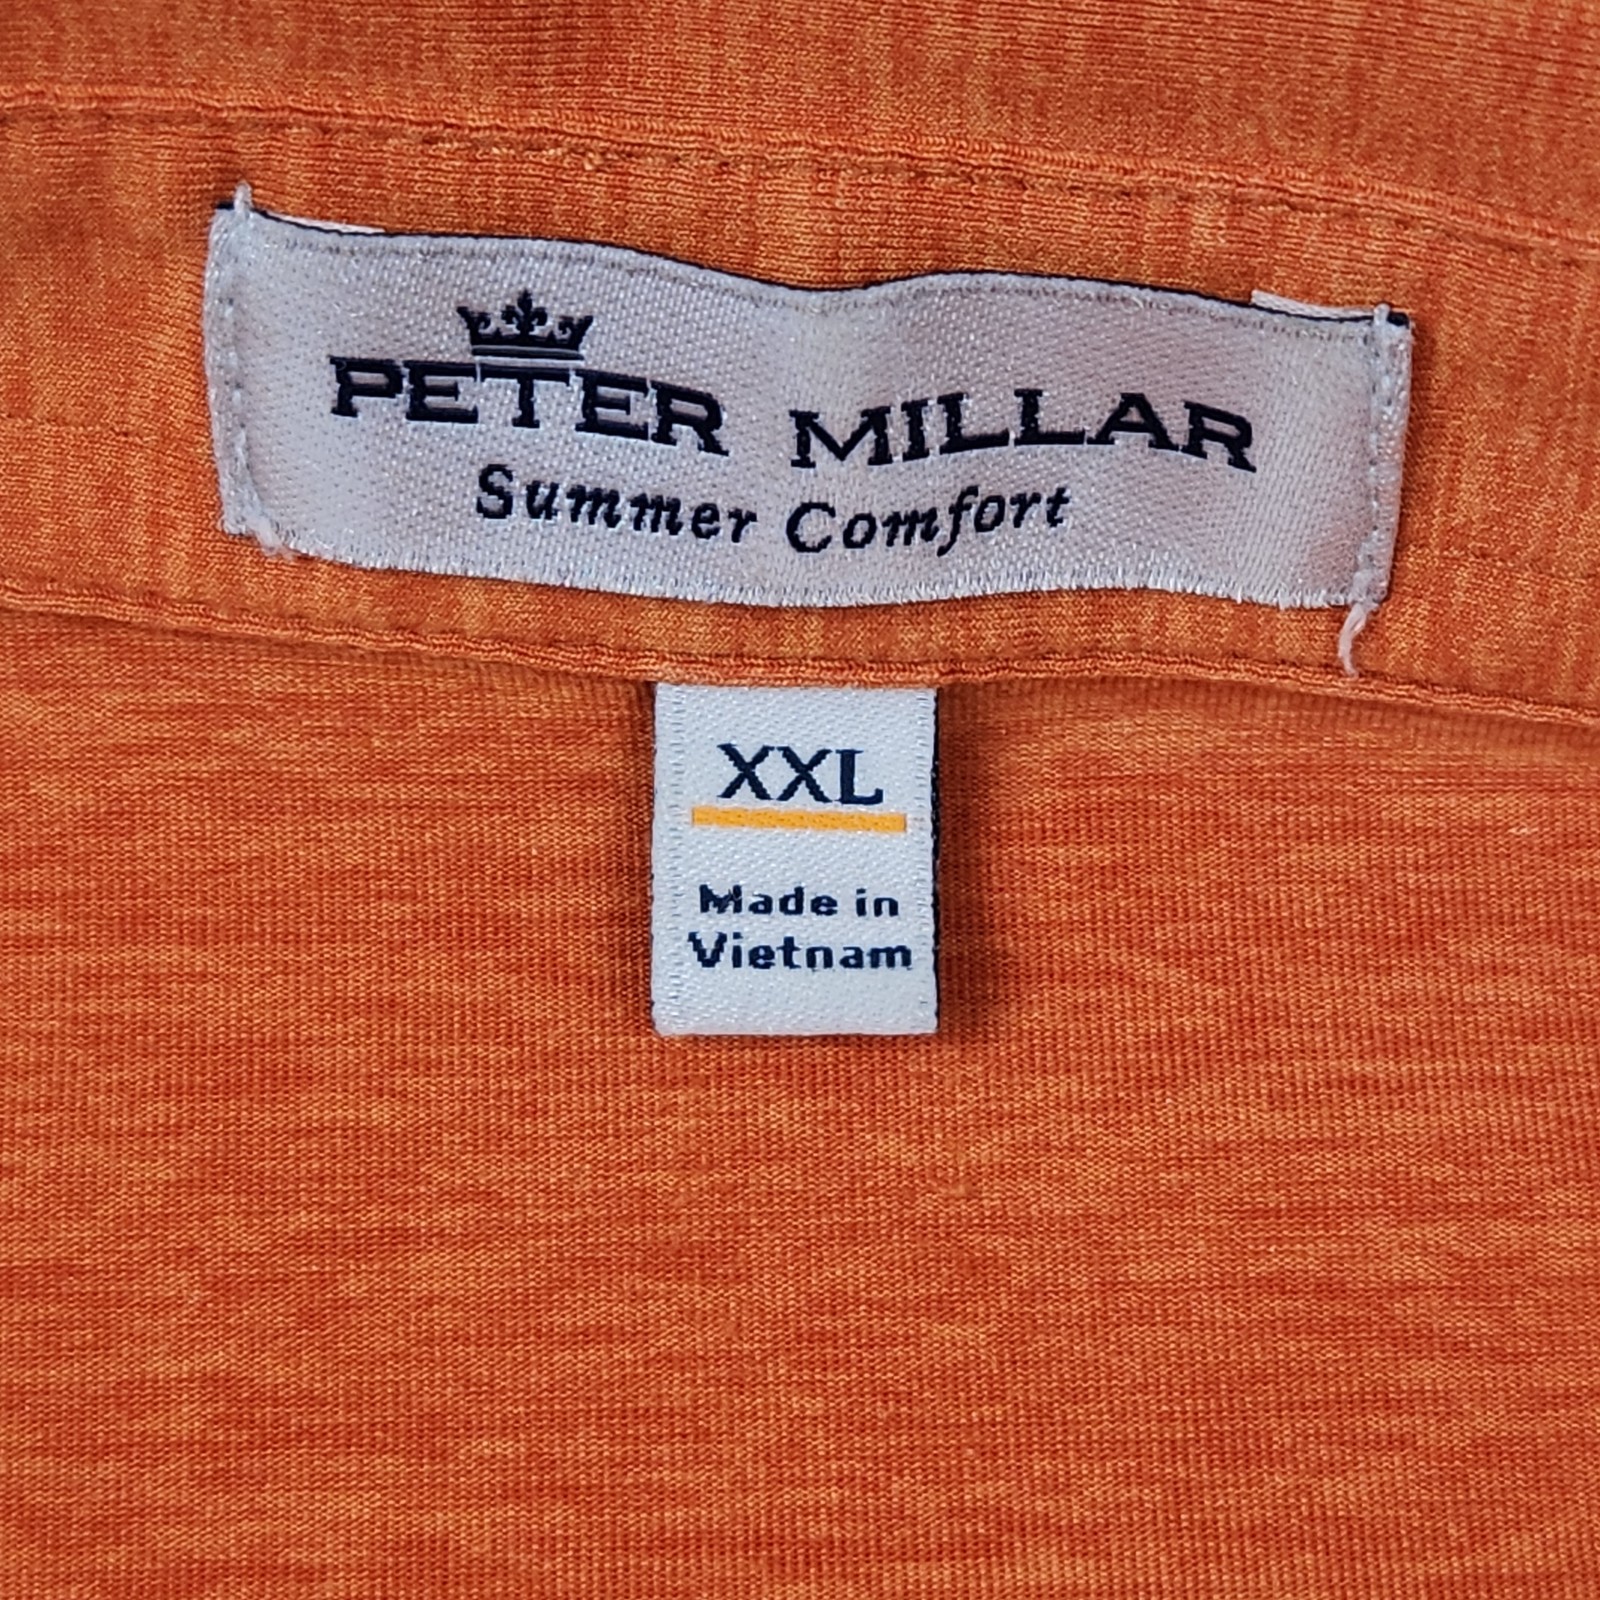 PETER MILLAR
Summer Comfort
XXL
Made in
Vietnam